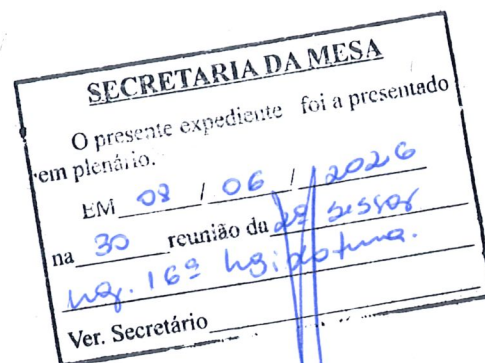 SECRETARIA DA MESA
O presente expediente foi a presentado
em plenário.
EM 08 / 06 / 2026
na 30 reunião da 2ª sessão
leg. 16ª legislatura.
Ver. Secretário